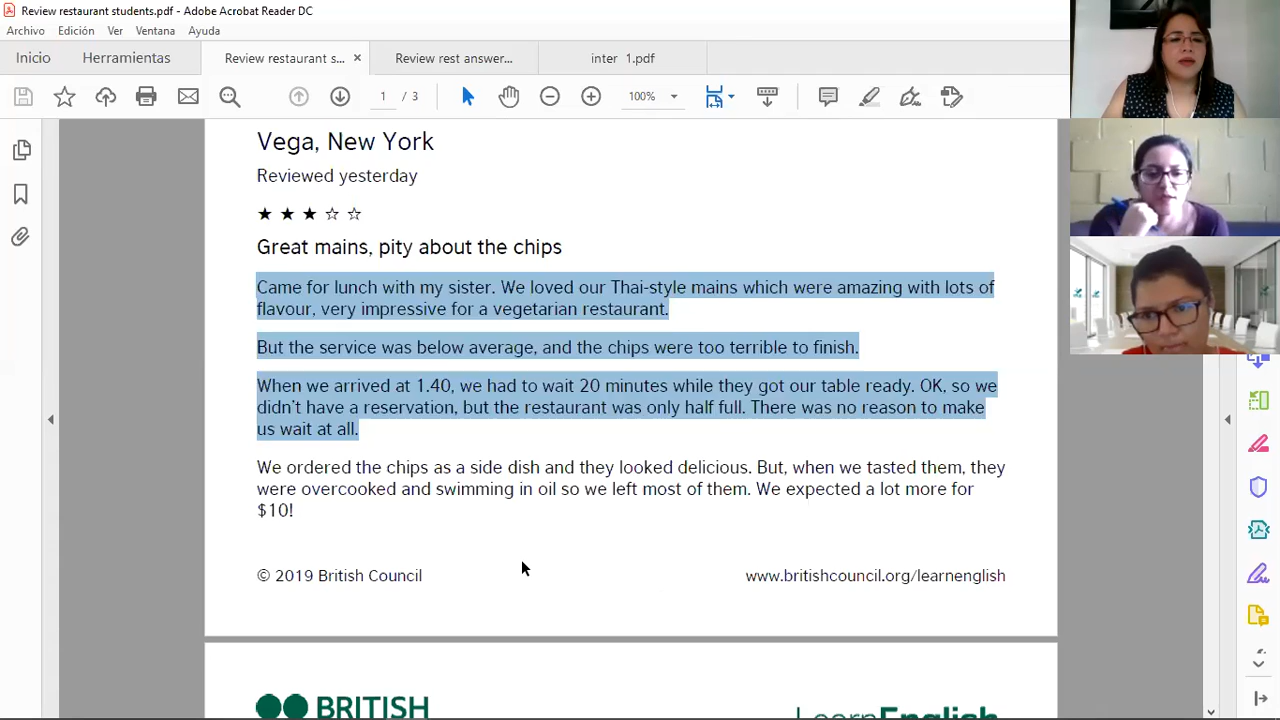 Review restaurant students.pdf - Adobe Acrobat Reader DC
Archivo Edición Ver Ventana Ayuda
Inicio Herramientas Review restaurant s... × Review rest answer... inter 1.pdf
1 / 3 100%
Vega, New York
Reviewed yesterday
★ ★ ★ ☆ ☆
Great mains, pity about the chips
Came for lunch with my sister. We loved our Thai-style mains which were amazing with lots of
flavour, very impressive for a vegetarian restaurant.
But the service was below average, and the chips were too terrible to finish.
When we arrived at 1.40, we had to wait 20 minutes while they got our table ready. OK, so we
didn't have a reservation, but the restaurant was only half full. There was no reason to make
us wait at all.
We ordered the chips as a side dish and they looked delicious. But, when we tasted them, they
were overcooked and swimming in oil so we left most of them. We expected a lot more for
$10!
© 2019 British Council www.britishcouncil.org/learnenglish
BRITISH LearnEnglish